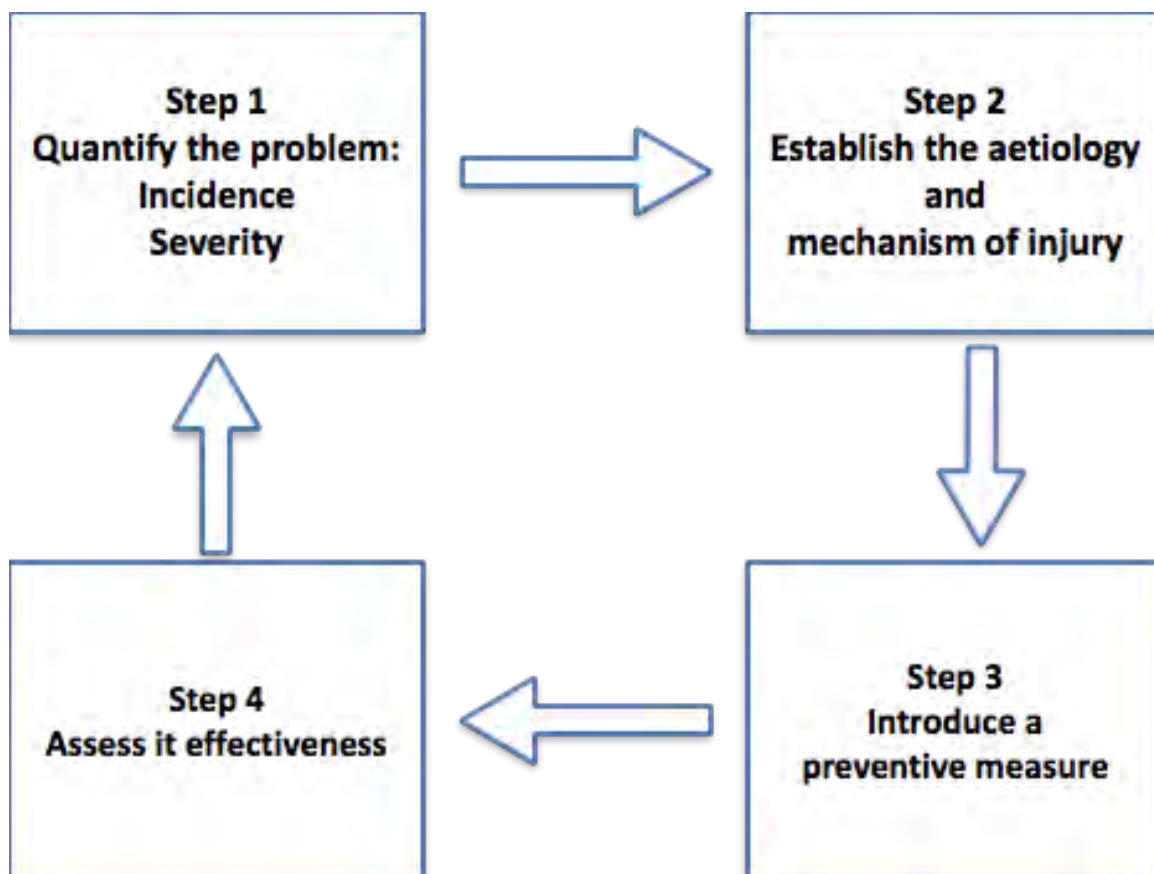 Step 1
Quantify the problem:
Incidence
Severity
Step 2
Establish the aetiology
and
mechanism of injury
Step 3
Introduce a
preventive measure
Step 4
Assess it effectiveness